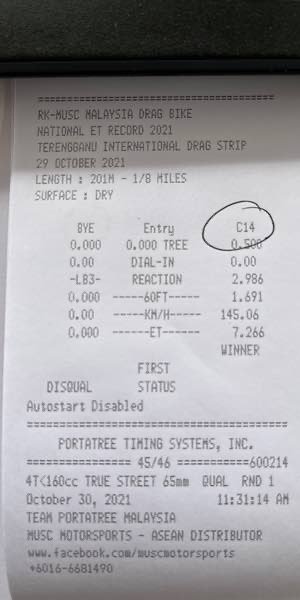 ==========================================
RK-MUSC MALAYSIA DRAG BIKE
NATIONAL ET RECORD 2021
TERENGGANU INTERNATIONAL DRAG STRIP
29 OCTOBER 2021
LENGTH : 201M - 1/8 MILES
SURFACE : DRY
BYE Entry C14
0.000 0.000 TREE 0.500
0.00 DIAL-IN 0.00
-LB3- REACTION 2.986
0.000 -----60FT----- 1.691
0.00 -----KM/H----- 145.06
0.000 ------ET------ 7.266
WINNER
FIRST
DISQUAL STATUS
Autostart Disabled
==========================================
PORTATREE TIMING SYSTEMS, INC.
================ 45/46 ===========600214
4T<160cc TRUE STREET 65mm QUAL RND 1
October 30, 2021 11:31:14 AM
TEAM PORTATREE MALAYSIA
MUSC MOTORSPORTS - ASEAN DISTRIBUTOR
www.facebook.com/muscmotorsports
+6016-6681490